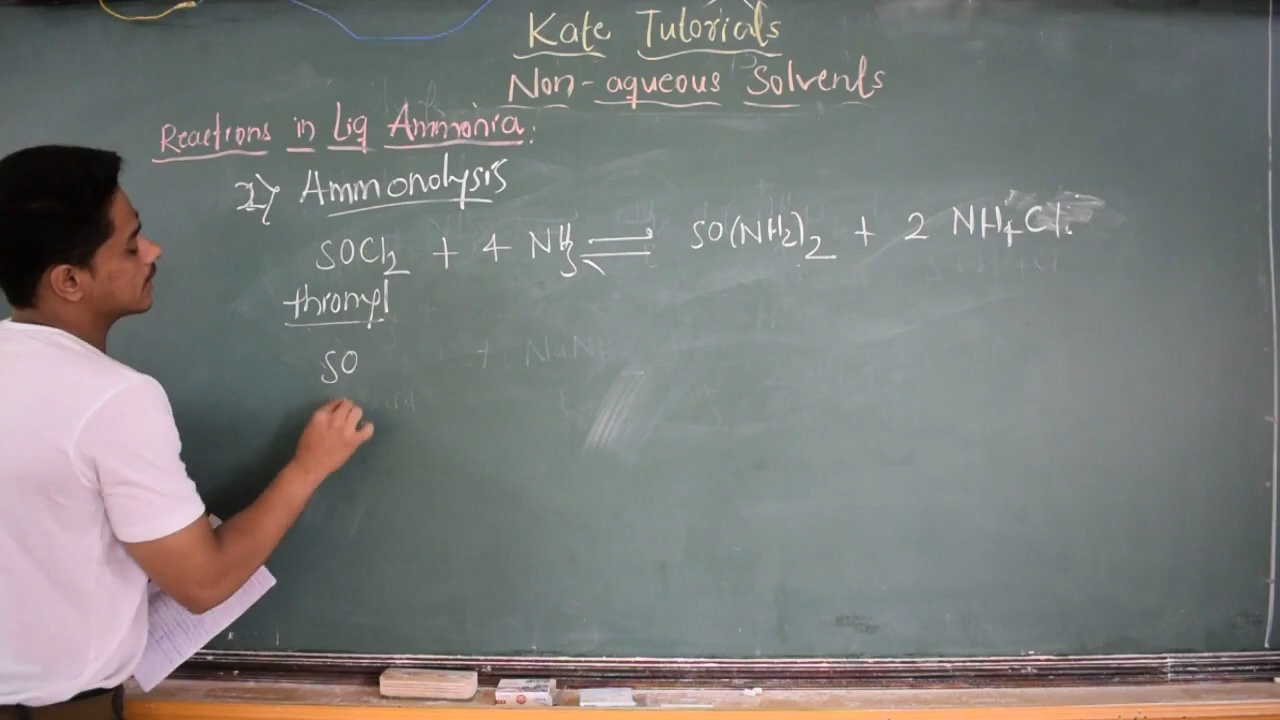 Kate Tutorials
Non-aqueous Solvents
Reactions in Liq Ammonia.
2) Ammonolysis
SOCl2 + 4 NH3 ⇌ SO(NH2)2 + 2 NH4Cl.
thionyl
SO